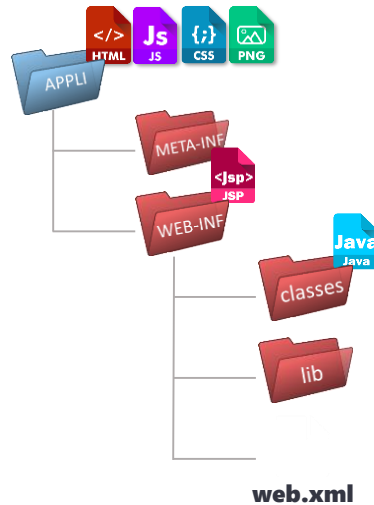 </>
HTML
Js
JS
{;}
CSS
PNG
APPLI
META-INF
<Jsp>
JSP
WEB-INF
Java
Java
classes
lib
web.xml